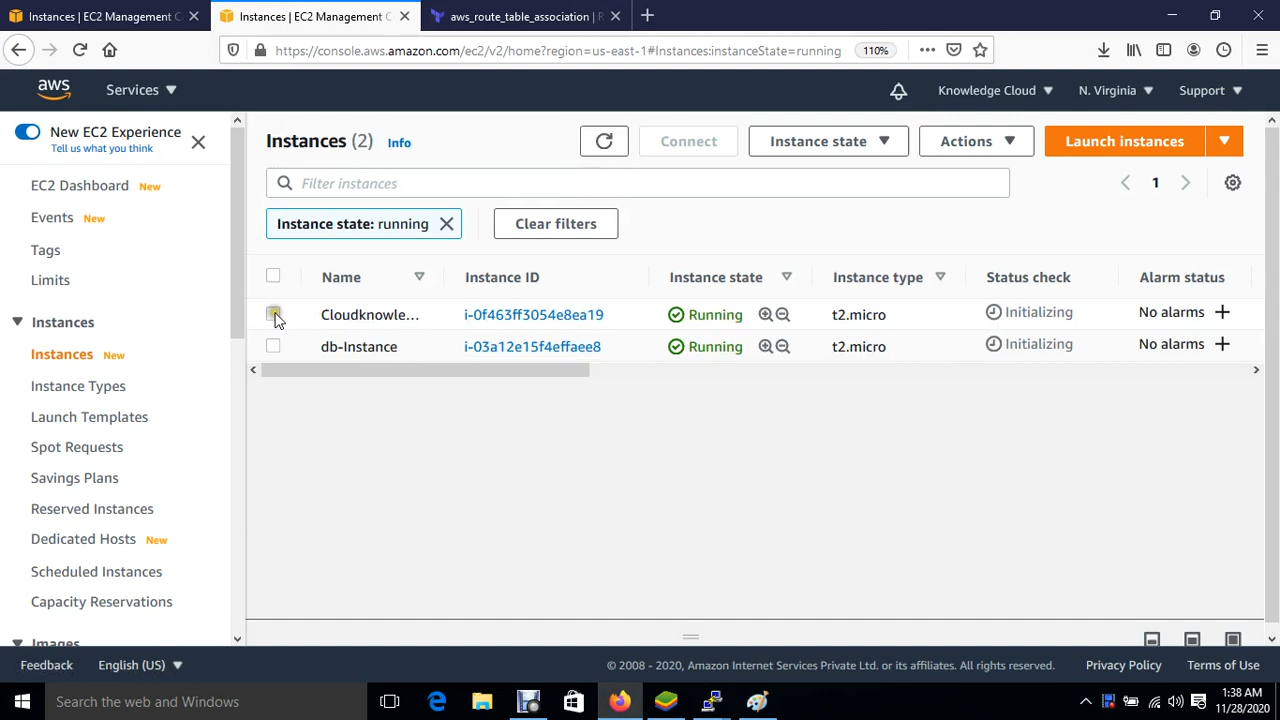 Instances | EC2 Management C
Instances | EC2 Management C
aws_route_table_association | R
https://console.aws.amazon.com/ec2/v2/home?region=us-east-1#Instances:instanceState=running
110%
aws
Services
Knowledge Cloud
N. Virginia
Support
New EC2 Experience
Tell us what you think
EC2 Dashboard New
Events New
Tags
Limits
Instances
Instances New
Instance Types
Launch Templates
Spot Requests
Savings Plans
Reserved Instances
Dedicated Hosts New
Scheduled Instances
Capacity Reservations
Images
Instances (2) Info
Connect
Instance state
Actions
Launch instances
Filter instances
1
Instance state: running
Clear filters
Name Instance ID Instance state Instance type Status check Alarm status
Cloudknowle... i-0f463ff3054e8ea19 Running t2.micro Initializing No alarms
db-Instance i-03a12e15f4effaee8 Running t2.micro Initializing No alarms
Feedback
English (US)
© 2008 - 2020, Amazon Internet Services Private Ltd. or its affiliates. All rights reserved.
Privacy Policy
Terms of Use
Search the web and Windows
1:38 AM
11/28/2020